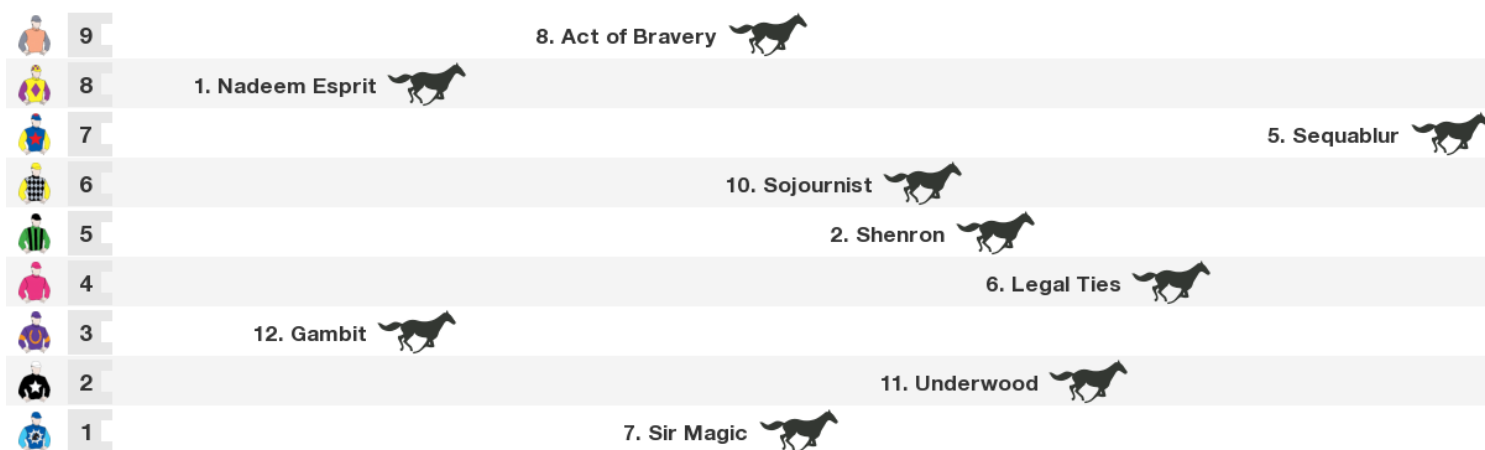 9 8. Act of Bravery
8 1. Nadeem Esprit
7 5. Sequablur
6 10. Sojournist
5 2. Shenron
4 6. Legal Ties
3 12. Gambit
2 11. Underwood
1 7. Sir Magic